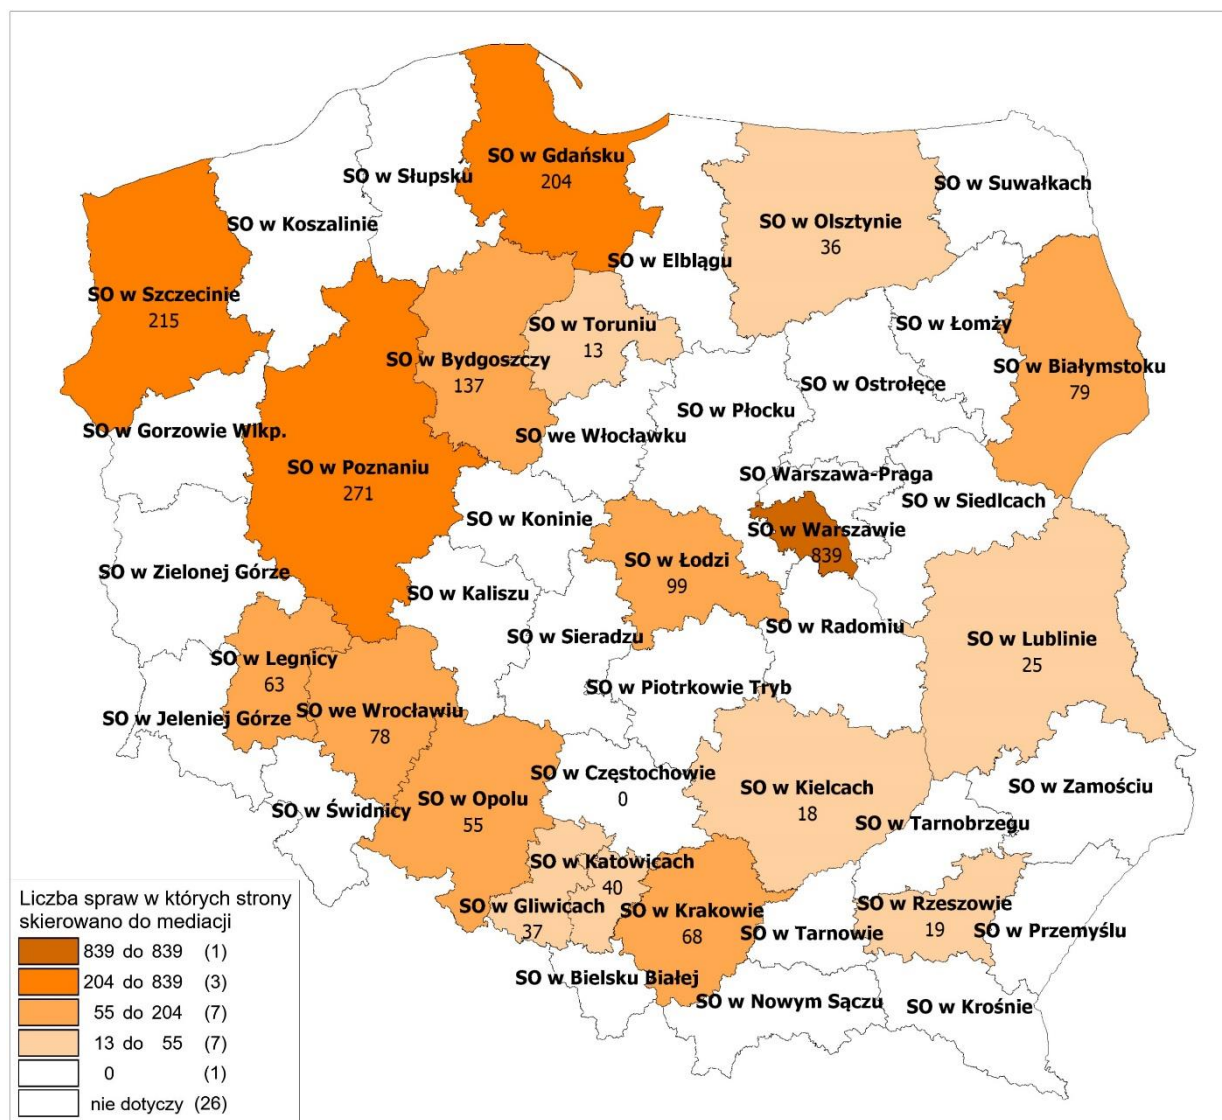 SO w Gdańsku
204
SO w Słupsku
SO w Suwałkach
SO w Koszalinie
SO w Olsztynie
36
SO w Elblągu
SO w Szczecinie
215
SO w Toruniu
13
SO w Łomży
SO w Bydgoszczy
137
SO w Ostrołęce
SO w Białymstoku
79
SO w Płocku
SO w Gorzowie Wlkp.
SO we Włocławku
SO w Poznaniu
271
SO Warszawa-Praga
SO w Siedlcach
SO w Koninie
SO w Warszawie
839
SO w Łodzi
99
SO w Zielonej Górze
SO w Kaliszu
SO w Sieradzu
SO w Radomiu
SO w Lublinie
25
SO w Legnicy
63
SO w Piotrkowie Tryb
SO w Jeleniej Górze
SO we Wrocławiu
78
SO w Częstochowie
0
SO w Kielcach
18
SO w Zamościu
SO w Opolu
55
SO w Świdnicy
SO w Tarnobrzegu
SO w Katowicach
40
SO w Gliwicach
37
SO w Krakowie
68
SO w Rzeszowie
19
SO w Tarnowie
SO w Przemyślu
SO w Bielsku Białej
SO w Nowym Sączu
SO w Krośnie
Liczba spraw w których strony
skierowano do mediacji
839 do 839 (1)
204 do 839 (3)
55 do 204 (7)
13 do 55 (7)
0 (1)
nie dotyczy (26)